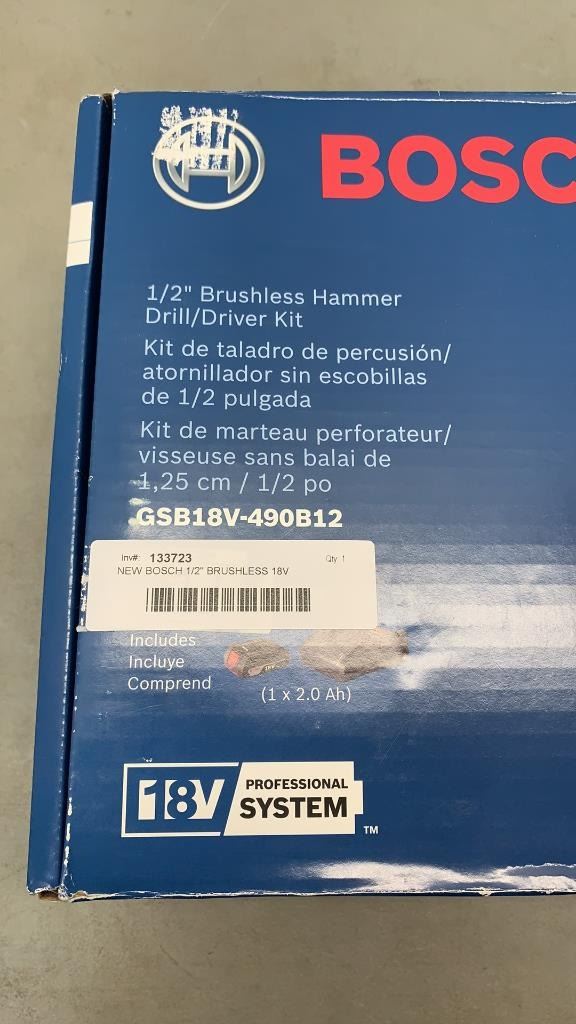 BOSC
1/2" Brushless Hammer
Drill/Driver Kit
Kit de taladro de percusión/
atornillador sin escobillas
de 1/2 pulgada
Kit de marteau perforateur/
visseuse sans balai de
1,25 cm / 1/2 po
GSB18V-490B12
Inv#: 133723 Qty 1
NEW BOSCH 1/2" BRUSHLESS 18V
Includes
Incluye
Comprend
(1 x 2.0 Ah)
18V PROFESSIONAL
SYSTEM
TM